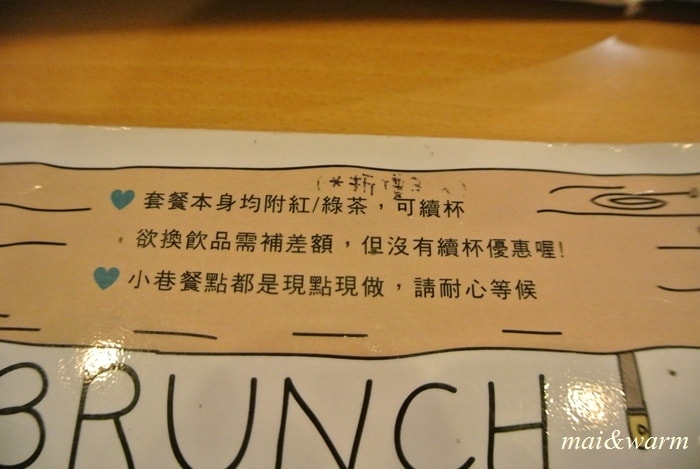 套餐本身均附紅/綠茶，可續杯
欲換飲品需補差額，但沒有續杯優惠喔!
小巷餐點都是現點現做，請耐心等候
BRUNCH
mai&warm